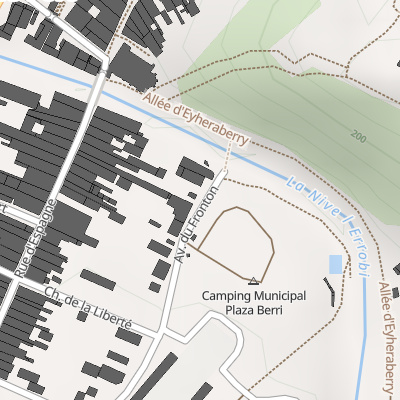 Allée d'Eyheraberry
200
La Nive / Errobi
Rue d'Espagne
Av. du Fronton
Camping Municipal
Plaza Berri
Ch. de la Liberté
Allée d'Eyheraberry